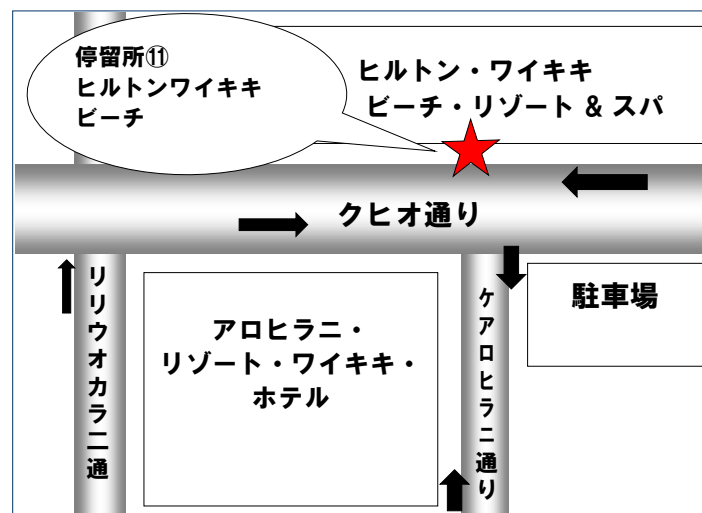 停留所⑪
ヒルトンワイキキ
ビーチ
ヒルトン・ワイキキ
ビーチ・リゾート & スパ
クヒオ通り
リリウオカラニ通
アロヒラニ・
リゾート・ワイキキ・
ホテル
ケアロヒラニ通り
駐車場